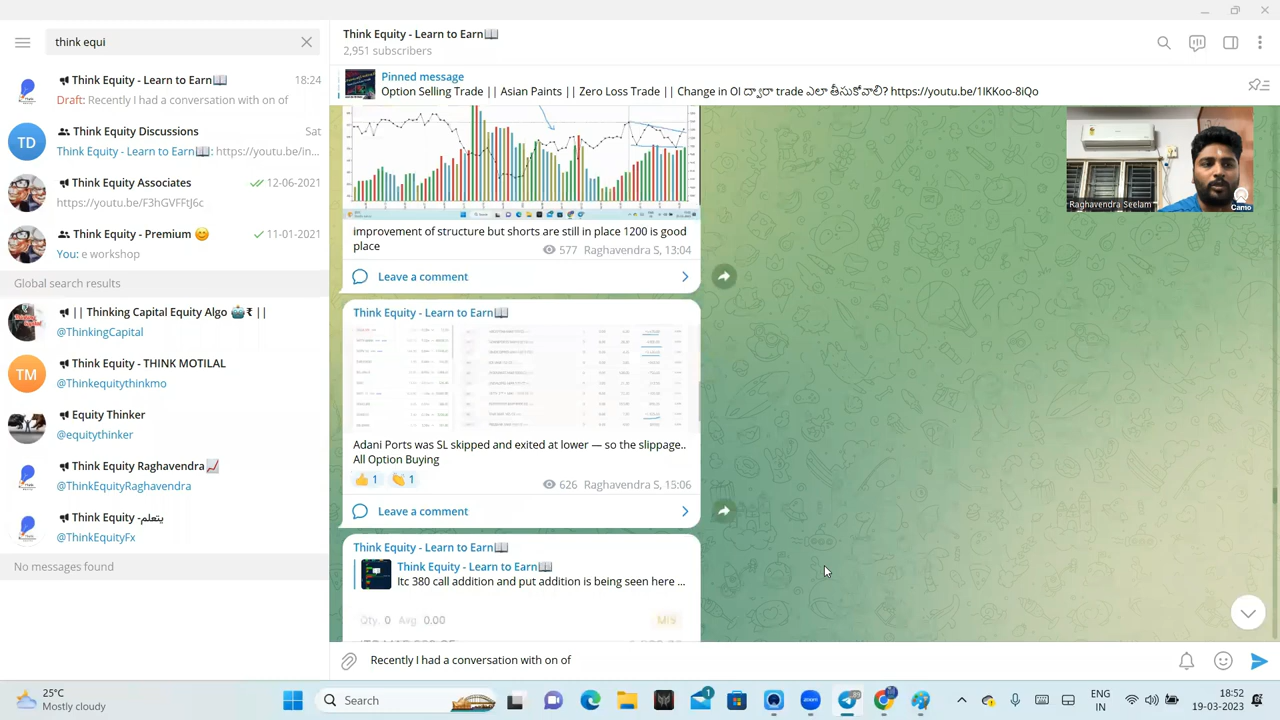 think equi
Think Equity - Learn to Earn📖
18:24
Draft: Recently I had a conversation with on of
Think Equity Discussions
Sat
Think Equity - Learn to Earn📖: https://youtu.be/in...
Think Equity Associates
12-06-2021
Think Equity - Premium 😊
11-01-2021
You: e workshop
Global search results
|| Thinking Capital Equity Algo 🤖₹ ||
@ThinkingCapital
Think Equity - THINK MOTILAL
@Thinkequitythinkmo
Equity Thinker
@equitythinker
Think Equity Raghavendra📈
@ThinkEquityRaghavendra
Think Equity -يتعلم
@ThinkEquityFx
No messages found
TD
TM
Think Equity - Learn to Earn📖
2,951 subscribers
Pinned message
Option Selling Trade || Asian Paints || Zero Loss Trade || Change in OI ద్వారా trade ఎలా తీసుకోవాలి? https://youtu.be/1IKKoo-8iQo
improvement of structure but shorts are still in place 1200 is good
place
577 Raghavendra S, 13:04
Leave a comment
Think Equity - Learn to Earn📖
Adani Ports was SL skipped and exited at lower — so the slippage..
All Option Buying
👍 1 👏 1
626 Raghavendra S, 15:06
Leave a comment
Think Equity - Learn to Earn📖
Think Equity - Learn to Earn📖
Itc 380 call addition and put addition is being seen here ...
Qty. 0 Avg. 0.00
MIS
Recently I had a conversation with on of
Raghavendra Seelam
Camo
25°C
Mostly cloudy
Search
1
85
ENG
IN
18:52
19-03-2023